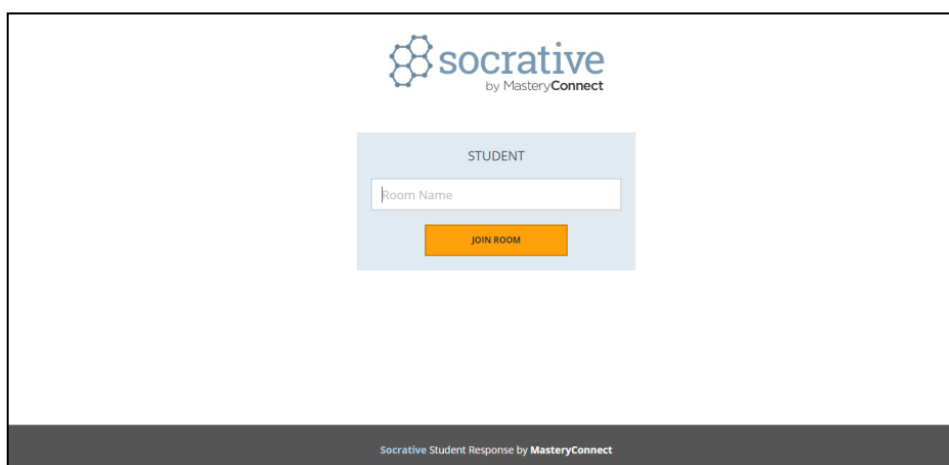 socrative
by MasteryConnect
STUDENT
Room Name
JOIN ROOM
Socrative Student Response by MasteryConnect